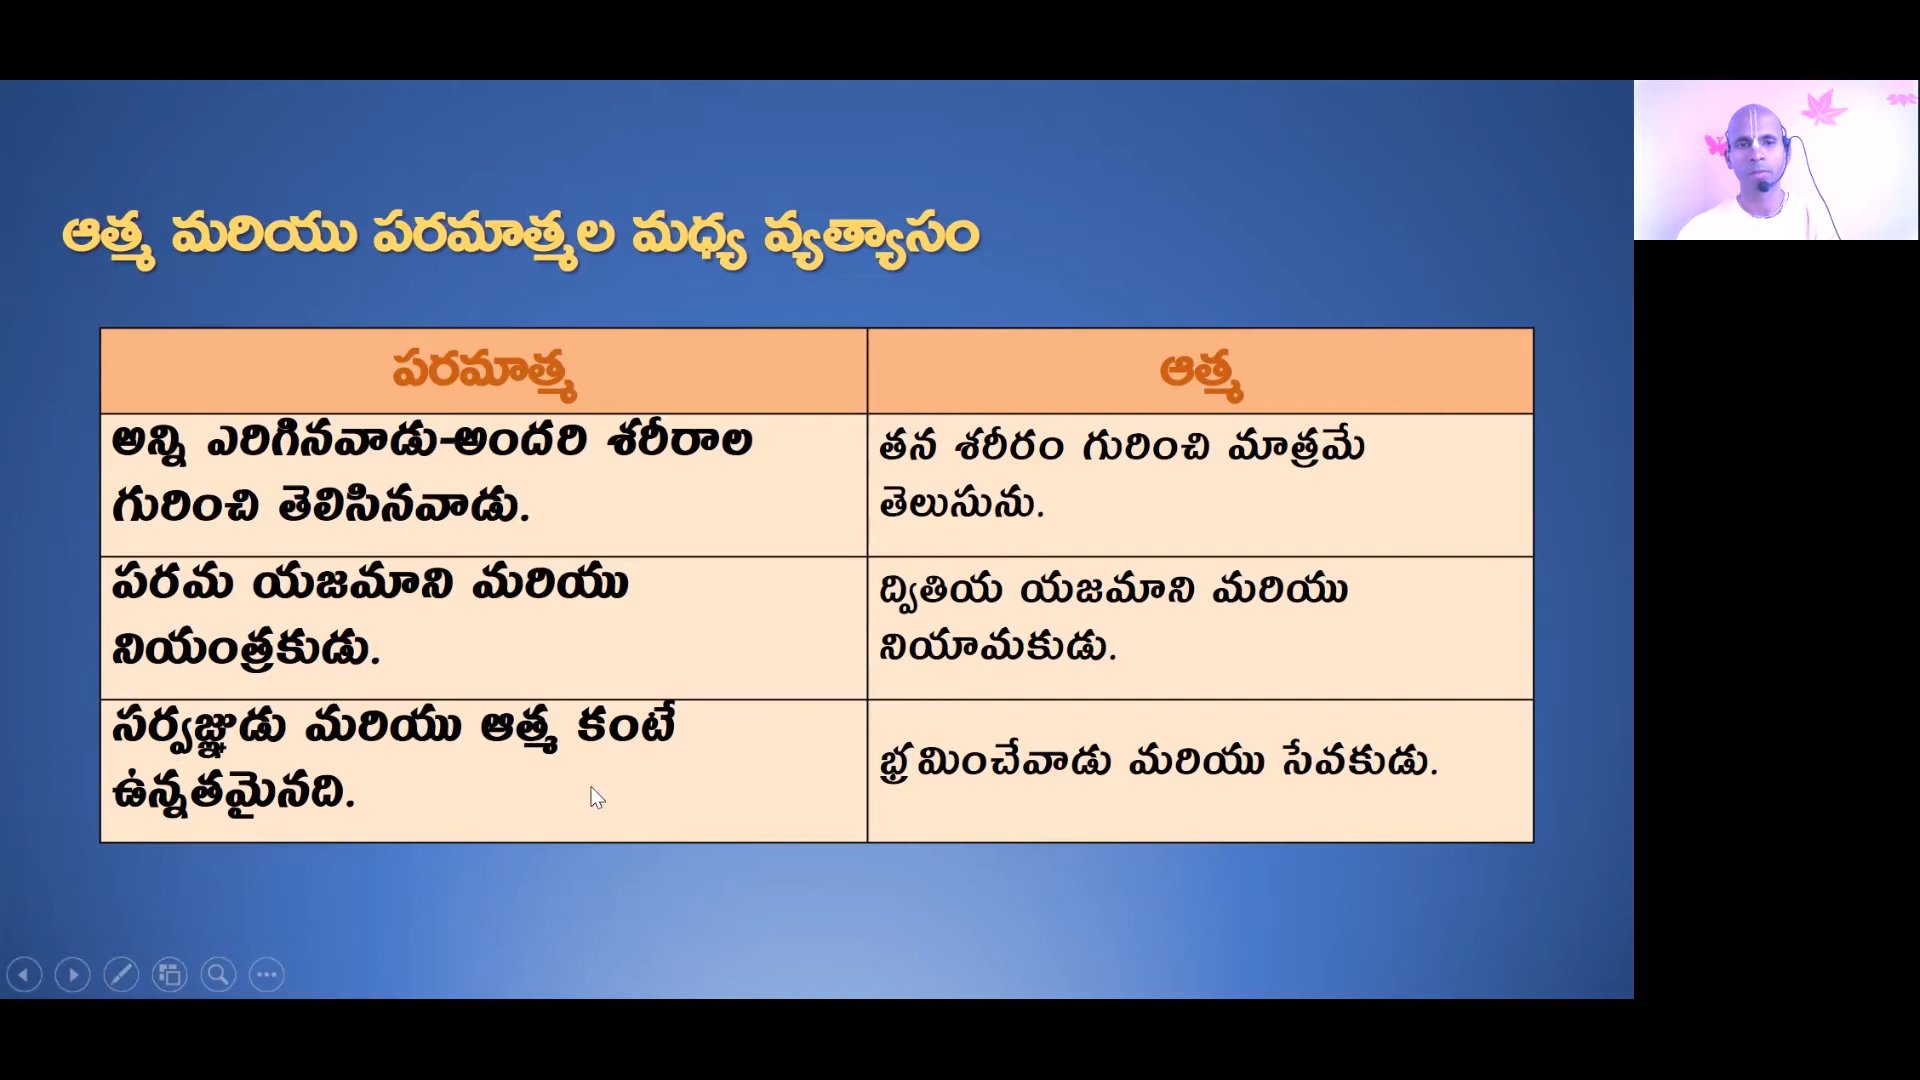 ఆత్మ మరియు పరమాత్మల మధ్య వ్యత్యాసం
పరమాత్మ
ఆత్మ
అన్ని ఎరిగినవాడు-అందరి శరీరాల
గురించి తెలిసినవాడు.
తన శరీరం గురించి మాత్రమే
తెలుసును.
పరమ యజమాని మరియు
నియంత్రకుడు.
ద్వితియ యజమాని మరియు
నియామకుడు.
సర్వజ్ఞుడు మరియు ఆత్మ కంటే
ఉన్నతమైనది.
భ్రమించేవాడు మరియు సేవకుడు.